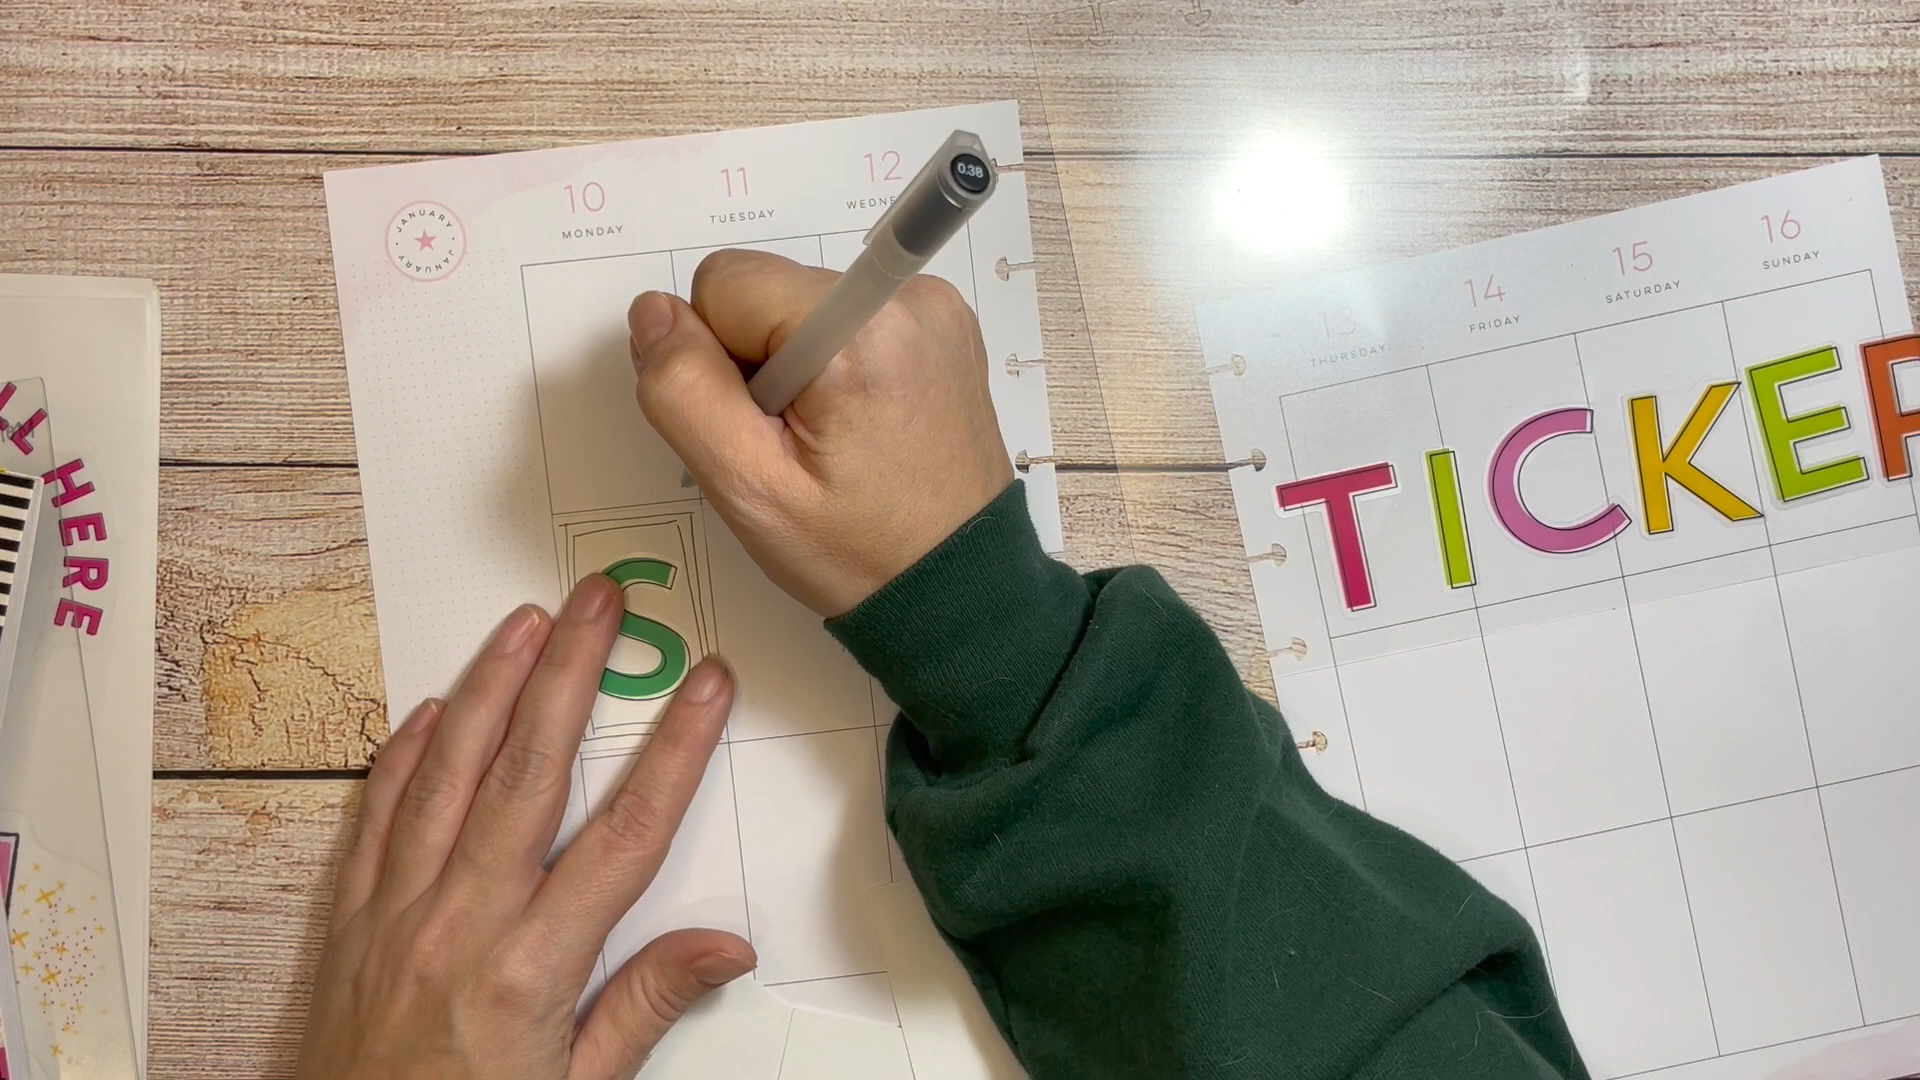 10 11 12
MONDAY TUESDAY WEDNE
JANUARY · JANUARY ·
0.38
13 14 15 16
THURSDAY FRIDAY SATURDAY SUNDAY
TICKER
S
HERE